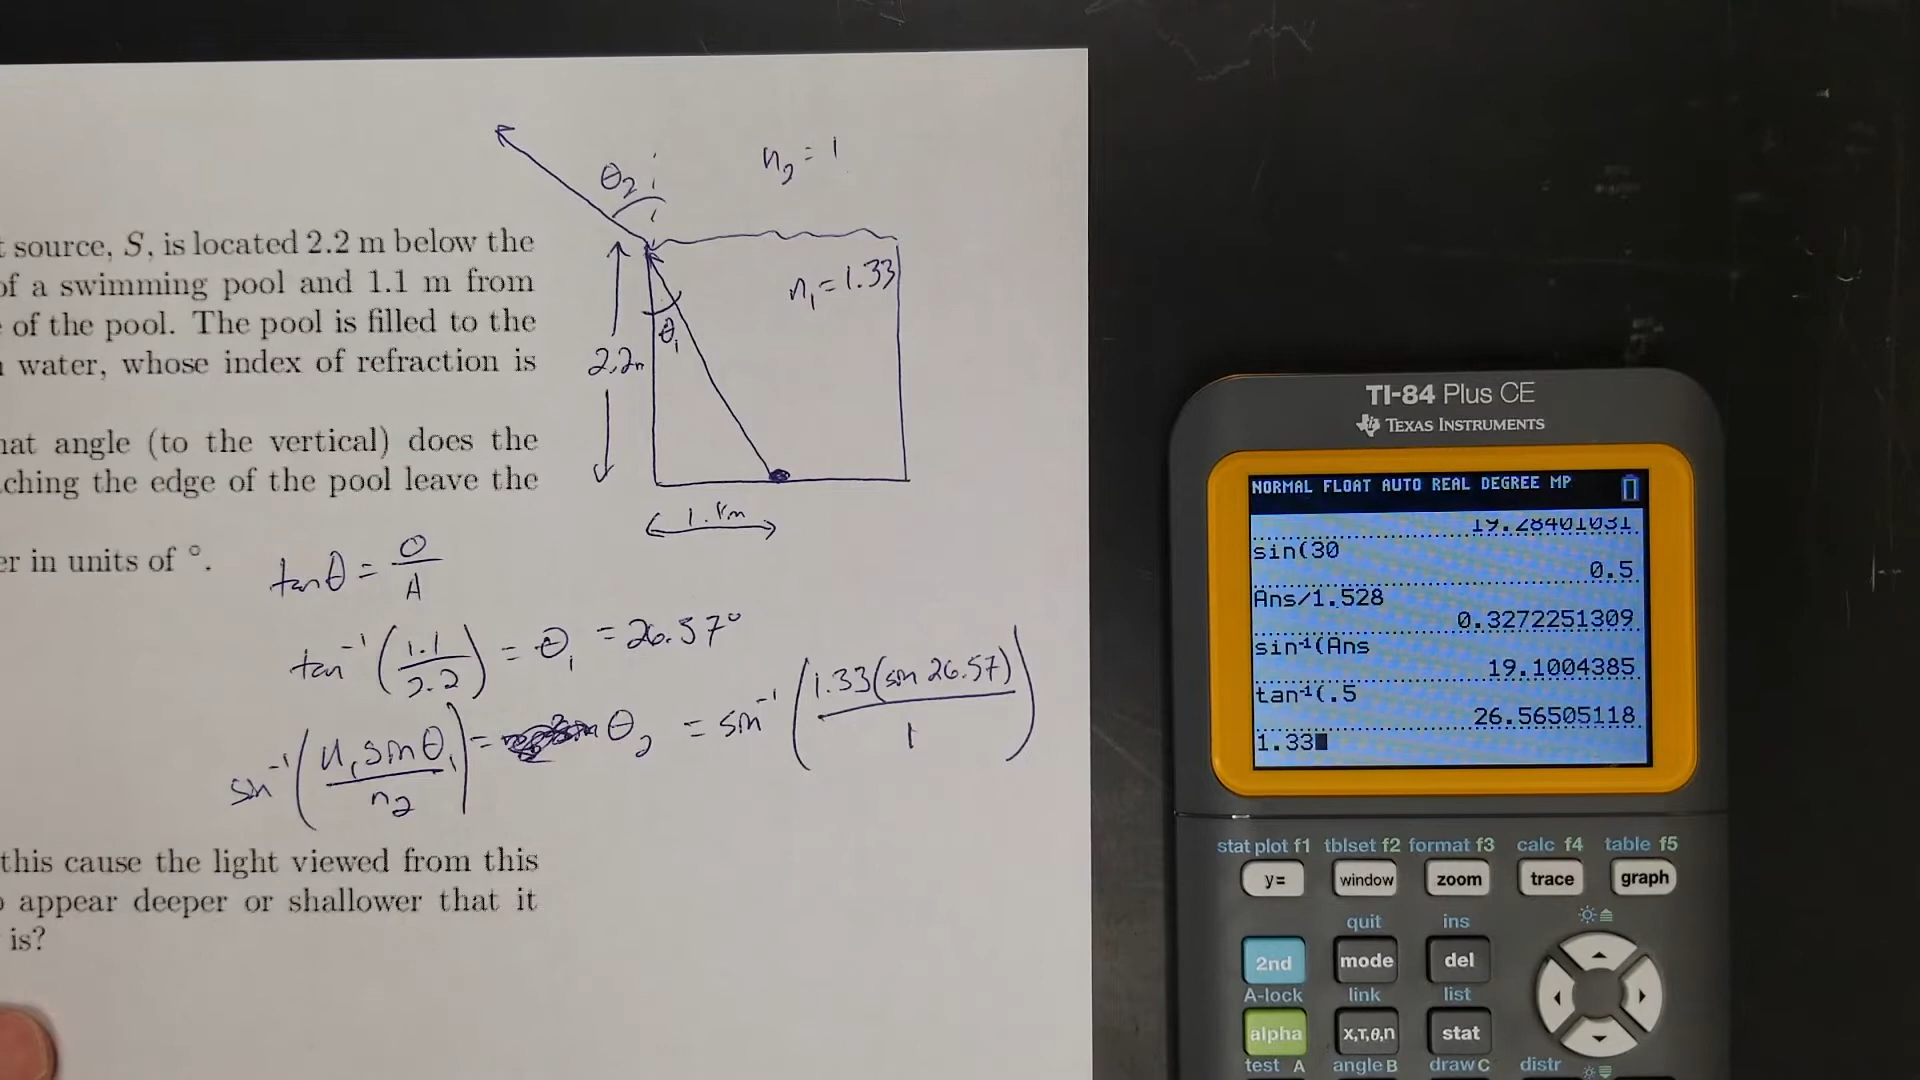 θ₂
n₂ = 1
n₁ = 1.33
θ₁
2.2m
t source, S, is located 2.2 m below the
of a swimming pool and 1.1 m from
e of the pool. The pool is filled to the
water, whose index of refraction is
hat angle (to the vertical) does the
ching the edge of the pool leave the
er in units of °.
tanθ = O/A
tan⁻¹(1.1/2.2) = θ₁ = 26.57°
sin⁻¹(n₁sinθ₁/n₂) = θ₂ = sin⁻¹(1.33(sin 26.57)/1)
this cause the light viewed from this
appear deeper or shallower that it
is?
TI-84 Plus CE
TEXAS INSTRUMENTS
NORMAL FLOAT AUTO REAL DEGREE MP
19.28401031
sin(30
0.5
Ans/1.528
0.3272251309
sin⁻¹(Ans
19.1004385
tan⁻¹(.5
26.56505118
1.33
stat plot f1 tblset f2 format f3 calc f4 table f5
y= window zoom trace graph
quit ins
2nd mode del
A-lock link list
alpha X,T,θ,n stat
test A angle B draw C distr